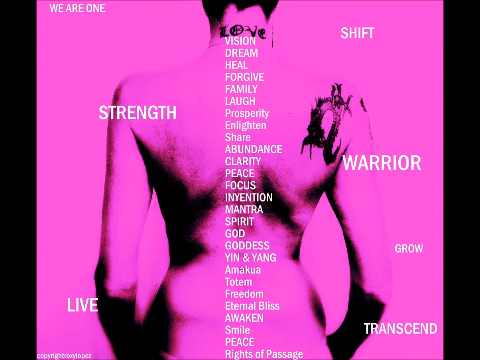 WE ARE ONE
LOVE
SHIFT
VISION
DREAM
HEAL
FORGIVE
FAMILY
LAUGH
Prosperity
STRENGTH
Enlighten
Share
ABUNDANCE
CLARITY
WARRIOR
PEACE
FOCUS
INVENTION
MANTRA
SPIRIT
GOD
GODDESS
GROW
YIN & YANG
Amakua
Totem
Freedom
LIVE
Eternal Bliss
AWAKEN
Smile
TRANSCEND
PEACE
Rights of Passage
copyrightroxylopez